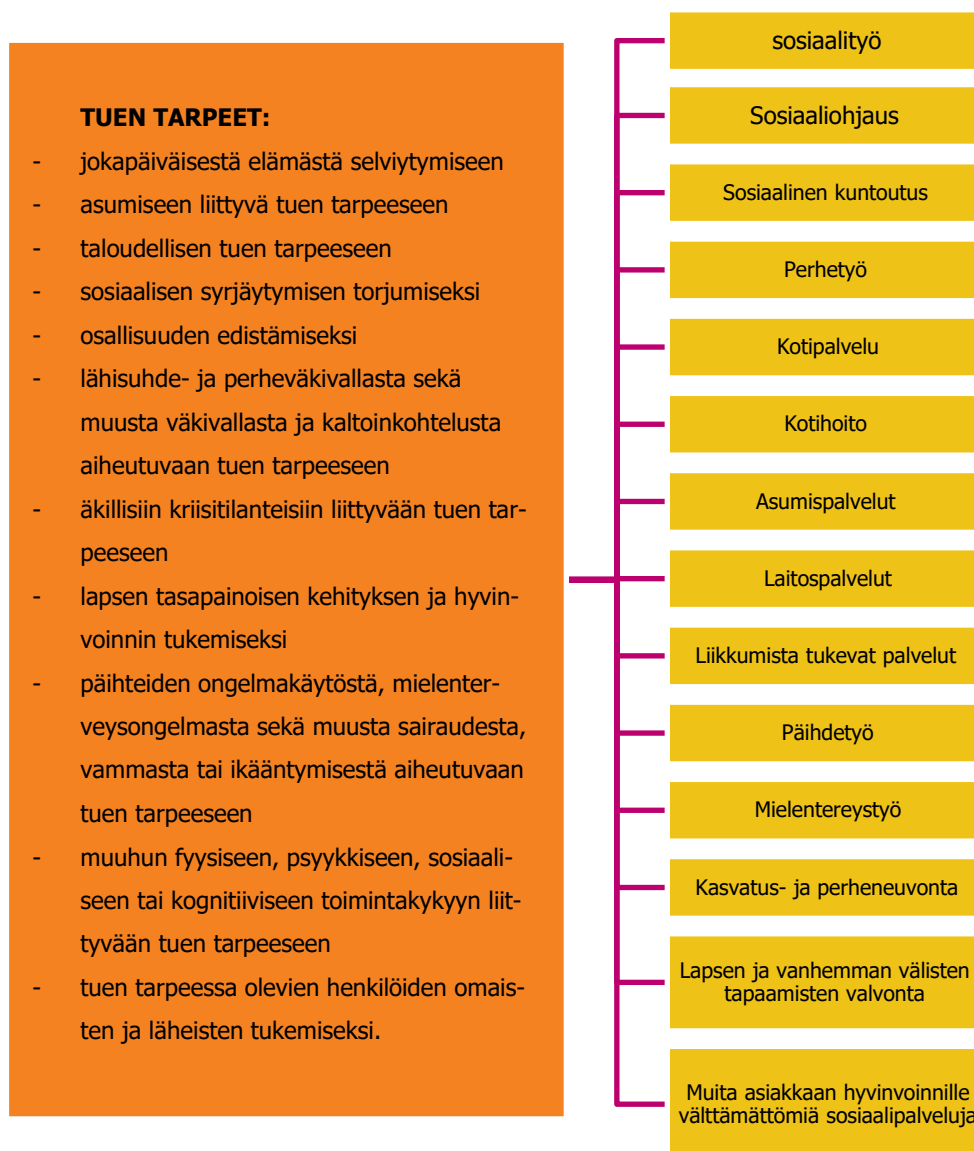 TUEN TARPEET:
- jokapäiväisestä elämästä selviytymiseen
- asumiseen liittyvä tuen tarpeeseen
- taloudellisen tuen tarpeeseen
- sosiaalisen syrjäytymisen torjumiseksi
- osallisuuden edistämiseksi
- lähisuhde- ja perheväkivallasta sekä
muusta väkivallasta ja kaltoinkohtelusta
aiheutuvaan tuen tarpeeseen
- äkillisiin kriisitilanteisiin liittyvään tuen tar-
peeseen
- lapsen tasapainoisen kehityksen ja hyvin-
voinnin tukemiseksi
- päihteiden ongelmakäytöstä, mielenter-
veysongelmasta sekä muusta sairaudesta,
vammasta tai ikääntymisestä aiheutuvaan
tuen tarpeeseen
- muuhun fyysiseen, psyykkiseen, sosiaali-
seen tai kognitiiviseen toimintakykyyn liit-
tyvään tuen tarpeeseen
- tuen tarpeessa olevien henkilöiden omais-
ten ja läheisten tukemiseksi.
sosiaalityö
Sosiaaliohjaus
Sosiaalinen kuntoutus
Perhetyö
Kotipalvelu
Kotihoito
Asumispalvelut
Laitospalvelut
Liikkumista tukevat palvelut
Päihdetyö
Mielentereystyö
Kasvatus- ja perheneuvonta
Lapsen ja vanhemman välisten
tapaamisten valvonta
Muita asiakkaan hyvinvoinnille
välttämättömiä sosiaalipalveluja